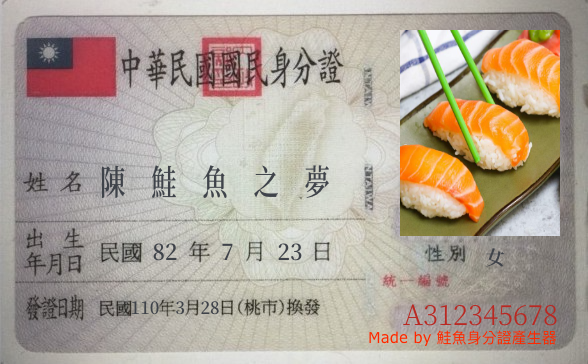 中華民國國民身分證
姓名 陳鮭魚之夢
出生年月日 民國 82 年 7 月 23 日
性別 女
統一編號
發證日期 民國110年3月28日(桃市)換發
A312345678
Made by 鮭魚身分證產生器